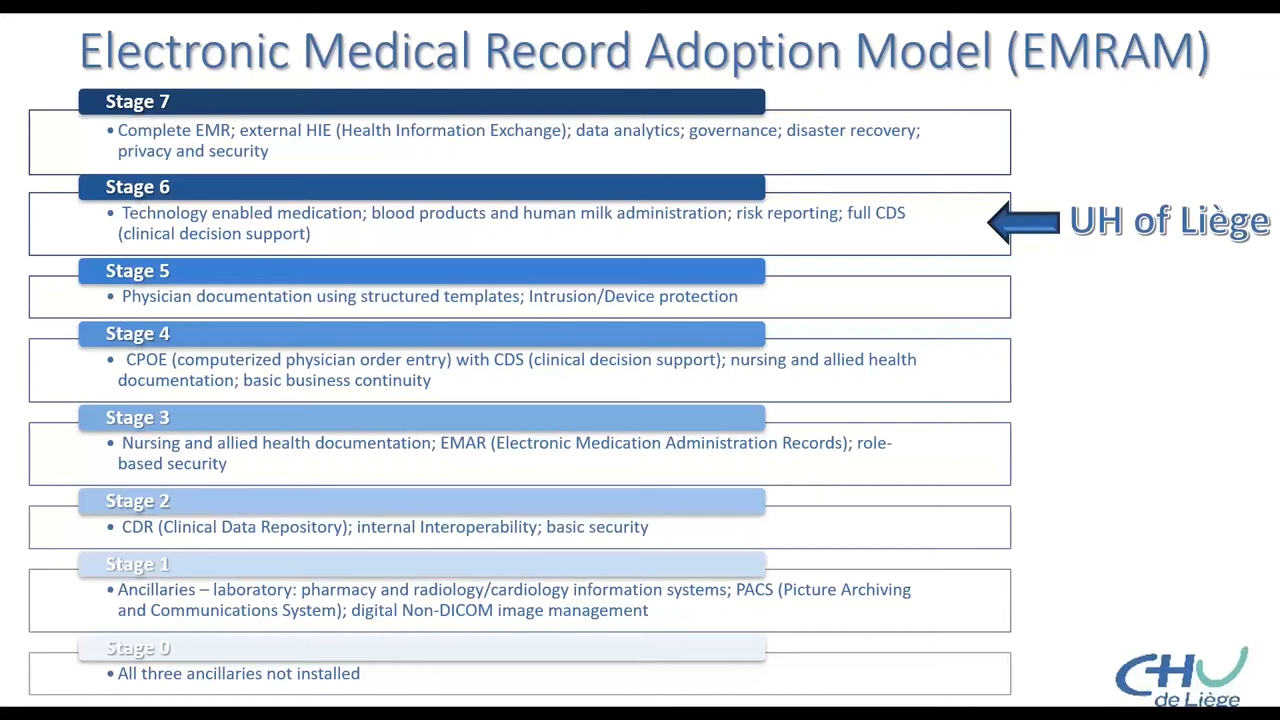 Electronic Medical Record Adoption Model (EMRAM)
Stage 7
•Complete EMR; external HIE (Health Information Exchange); data analytics; governance; disaster recovery;
privacy and security
Stage 6
• Technology enabled medication; blood products and human milk administration; risk reporting; full CDS
(clinical decision support)
UH of Liège
Stage 5
• Physician documentation using structured templates; Intrusion/Device protection
Stage 4
• CPOE (computerized physician order entry) with CDS (clinical decision support); nursing and allied health
documentation; basic business continuity
Stage 3
• Nursing and allied health documentation; EMAR (Electronic Medication Administration Records); role-
based security
Stage 2
• CDR (Clinical Data Repository); internal Interoperability; basic security
Stage 1
•Ancillaries – laboratory: pharmacy and radiology/cardiology information systems; PACS (Picture Archiving
and Communications System); digital Non-DICOM image management
Stage 0
•All three ancillaries not installed
CHU
de Liège